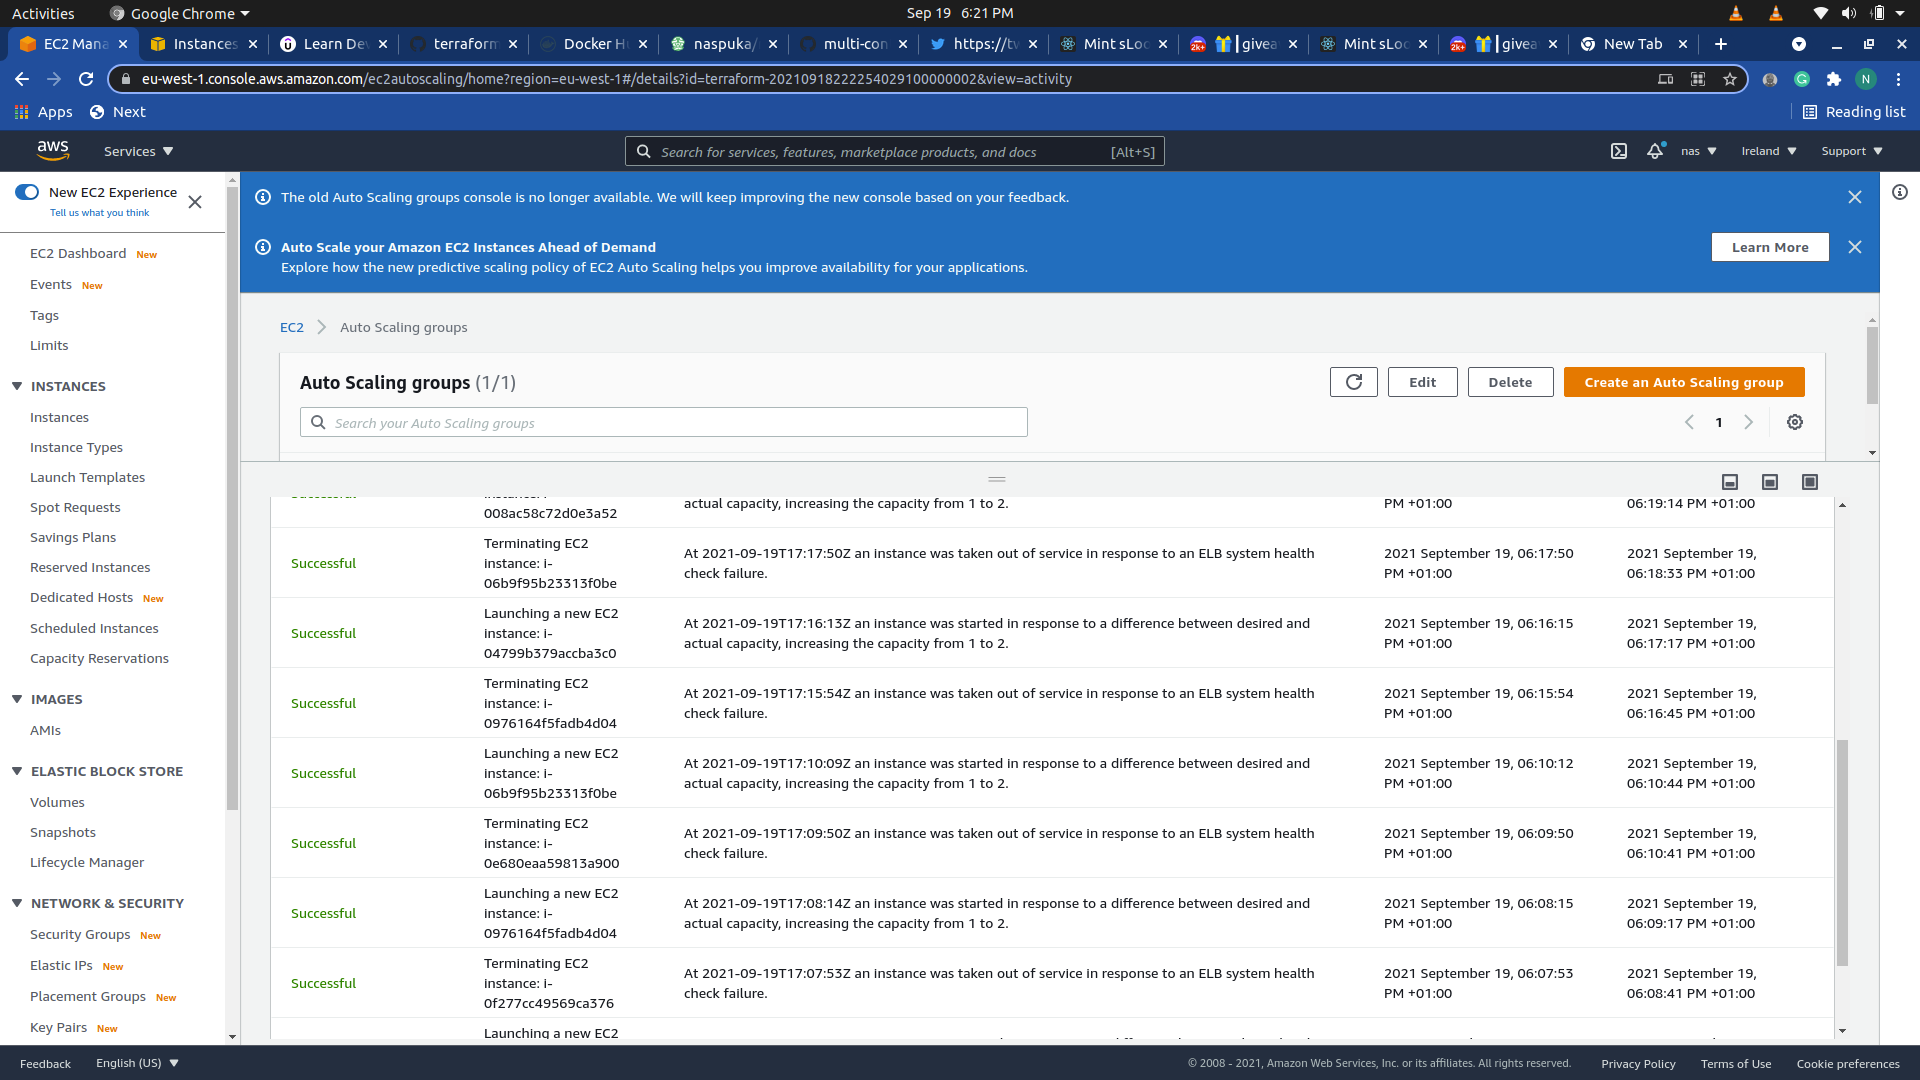 Activities
Google Chrome
Sep 19 6:21 PM
EC2 Mana
Instances
Learn Dev
terraform
Docker Hu
naspuka/
multi-con
https://tw
Mint sLoc
2k+
givea
Mint sLoc
2k+
givea
New Tab
eu-west-1.console.aws.amazon.com/ec2autoscaling/home?region=eu-west-1#/details?id=terraform-20210918222254029100000002&view=activity
N
Apps
Next
Reading list
aws
Services
Search for services, features, marketplace products, and docs
[Alt+S]
nas
Ireland
Support
New EC2 Experience
Tell us what you think
EC2 Dashboard New
Events New
Tags
Limits
INSTANCES
Instances
Instance Types
Launch Templates
Spot Requests
Savings Plans
Reserved Instances
Dedicated Hosts New
Scheduled Instances
Capacity Reservations
IMAGES
AMIs
ELASTIC BLOCK STORE
Volumes
Snapshots
Lifecycle Manager
NETWORK & SECURITY
Security Groups New
Elastic IPs New
Placement Groups New
Key Pairs New
The old Auto Scaling groups console is no longer available. We will keep improving the new console based on your feedback.
Auto Scale your Amazon EC2 Instances Ahead of Demand
Explore how the new predictive scaling policy of EC2 Auto Scaling helps you improve availability for your applications.
Learn More
EC2
Auto Scaling groups
Auto Scaling groups (1/1)
Edit
Delete
Create an Auto Scaling group
Search your Auto Scaling groups
1
008ac58c72d0e3a52
actual capacity, increasing the capacity from 1 to 2.
PM +01:00
06:19:14 PM +01:00
Successful
Terminating EC2
instance: i-
06b9f95b23313f0be
At 2021-09-19T17:17:50Z an instance was taken out of service in response to an ELB system health
check failure.
2021 September 19, 06:17:50
PM +01:00
2021 September 19,
06:18:33 PM +01:00
Successful
Launching a new EC2
instance: i-
04799b379accba3c0
At 2021-09-19T17:16:13Z an instance was started in response to a difference between desired and
actual capacity, increasing the capacity from 1 to 2.
2021 September 19, 06:16:15
PM +01:00
2021 September 19,
06:17:17 PM +01:00
Successful
Terminating EC2
instance: i-
0976164f5fadb4d04
At 2021-09-19T17:15:54Z an instance was taken out of service in response to an ELB system health
check failure.
2021 September 19, 06:15:54
PM +01:00
2021 September 19,
06:16:45 PM +01:00
Successful
Launching a new EC2
instance: i-
06b9f95b23313f0be
At 2021-09-19T17:10:09Z an instance was started in response to a difference between desired and
actual capacity, increasing the capacity from 1 to 2.
2021 September 19, 06:10:12
PM +01:00
2021 September 19,
06:10:44 PM +01:00
Successful
Terminating EC2
instance: i-
0e680eaa59813a900
At 2021-09-19T17:09:50Z an instance was taken out of service in response to an ELB system health
check failure.
2021 September 19, 06:09:50
PM +01:00
2021 September 19,
06:10:41 PM +01:00
Successful
Launching a new EC2
instance: i-
0976164f5fadb4d04
At 2021-09-19T17:08:14Z an instance was started in response to a difference between desired and
actual capacity, increasing the capacity from 1 to 2.
2021 September 19, 06:08:15
PM +01:00
2021 September 19,
06:09:17 PM +01:00
Successful
Terminating EC2
instance: i-
0f277cc49569ca376
At 2021-09-19T17:07:53Z an instance was taken out of service in response to an ELB system health
check failure.
2021 September 19, 06:07:53
PM +01:00
2021 September 19,
06:08:41 PM +01:00
Launching a new EC2
Feedback
English (US)
© 2008 - 2021, Amazon Web Services, Inc. or its affiliates. All rights reserved.
Privacy Policy
Terms of Use
Cookie preferences